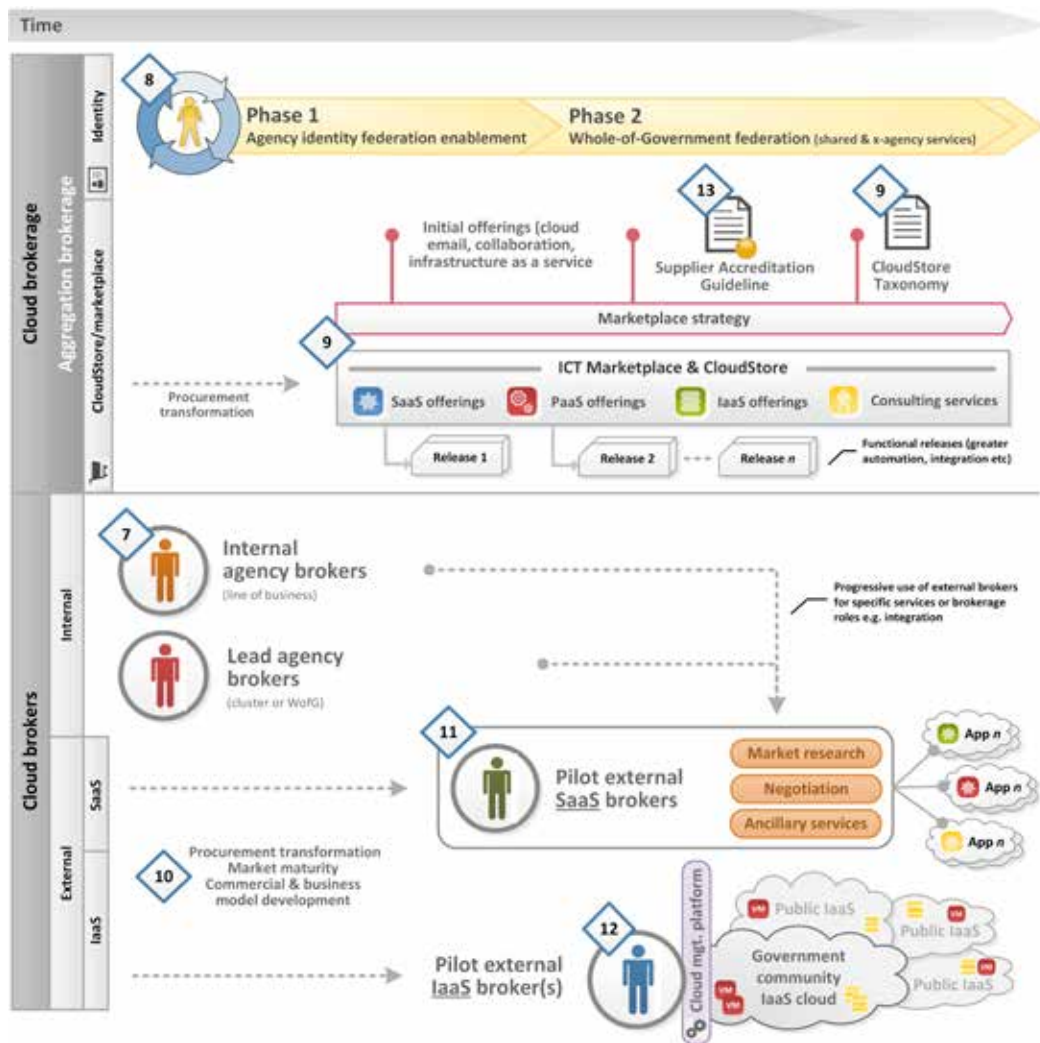 Time
Cloud brokerage
Aggregation brokerage
Identity
CloudStore/marketplace
8
Phase 1
Agency identity federation enablement
Phase 2
Whole-of-Government federation (shared & x-agency services)
Initial offerings (cloud
email, collaboration,
infrastructure as a service
13
Supplier Accreditation
Guideline
9
CloudStore
Taxonomy
Marketplace strategy
9
ICT Marketplace & CloudStore
Procurement
transformation
SaaS offerings
PaaS offerings
IaaS offerings
Consulting services
Release 1
Release 2
Release n
Functional releases (greater
automation, integration etc)
Cloud brokers
Internal
External
SaaS
IaaS
7
Internal
agency brokers
(line of business)
Progressive use of external brokers
for specific services or brokerage
roles e.g. integration
Lead agency
brokers
(cluster or WofG)
11
Pilot external
SaaS brokers
Market research
Negotiation
Ancillary services
App n
App n
App n
10
Procurement transformation
Market maturity
Commercial & business
model development
12
Pilot external
IaaS broker(s)
Cloud mgt. platform
VM
Public IaaS
VM
Public IaaS
Government
community
IaaS cloud
VM
VM
VM
Public IaaS